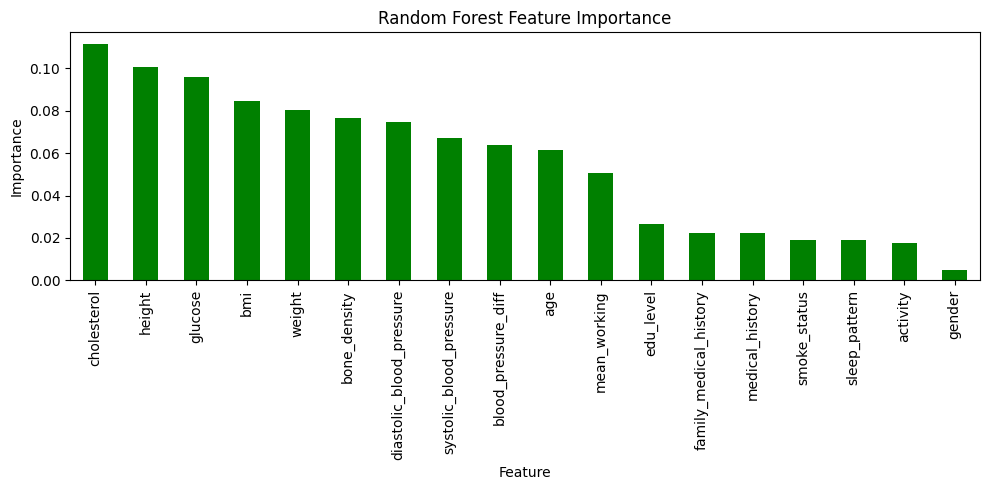 Random Forest Feature Importance
Importance
0.10
0.08
0.06
0.04
0.02
0.00
cholesterol
height
glucose
bmi
weight
bone_density
diastolic_blood_pressure
systolic_blood_pressure
blood_pressure_diff
age
mean_working
edu_level
family_medical_history
medical_history
smoke_status
sleep_pattern
activity
gender
Feature